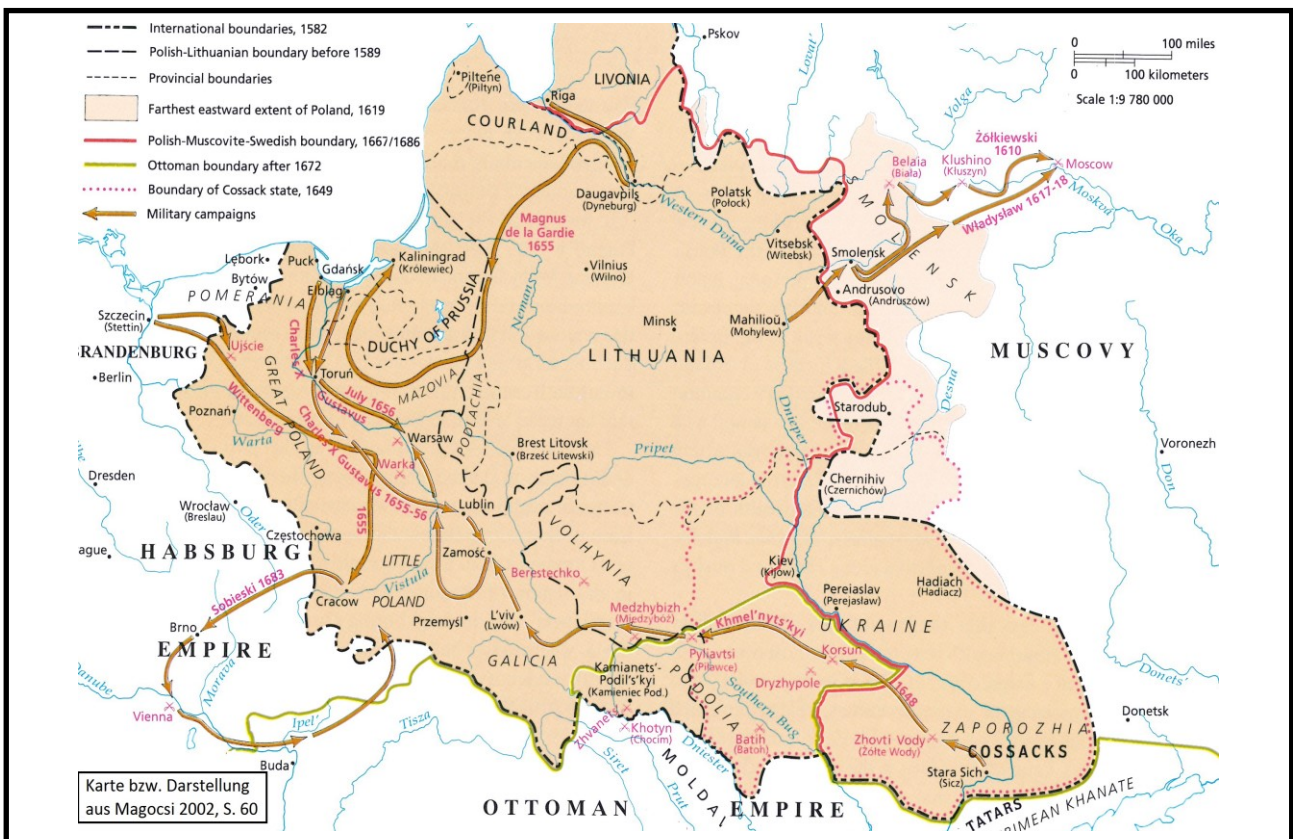 International boundaries, 1582
Polish-Lithuanian boundary before 1589
Provincial boundaries
Farthest eastward extent of Poland, 1619
Polish-Muscovite-Swedish boundary, 1667/1686
Ottoman boundary after 1672
Boundary of Cossack state, 1649
Military campaigns
0 100 miles
0 100 kilometers
Scale 1:9 780 000
Pskov
Lovat'
Volga
Piltene
(Piltyn)
LIVONIA
Riga
COURLAND
Żółkiewski
1610
Belaia
(Biała)
Klushino
(Kluszyn)
Moscow
Moskva
Oka
Władysław 1617-18
Daugavpils
(Dyneburg)
Polatsk
(Połock)
Western Dvina
Magnus
de la Gardie
1655
Vitsebsk
(Witebsk)
SMOLENSK
Smolensk
Andrusovo
(Andruszów)
Lębork
Puck
Gdańsk
Kaliningrad
(Królewiec)
Vilnius
(Wilno)
Bytów
Elbląg
POMERANIA
Szczecin
(Stettin)
Neman
Minsk
Mahilioŭ
(Mohylew)
DUCHY OF PRUSSIA
LITHUANIA
MUSCOVY
RANDENBURG
Ujście
Berlin
Charles X
Gustavus
Toruń
July 1656
MAZOVIA
PODLACHIA
GREAT POLAND
Wittenberg
Poznań
Warta
Charles X Gustavus 1655-56
Warsaw
Warka
Brest Litovsk
(Brześć Litewski)
Pripet
Dnieper
Desna
Starodub
Voronezh
Don
Chernihiv
(Czernichów)
Dresden
Wrocław
(Breslau)
Oder
Częstochowa
1655
Lublin
VOLHYNIA
ague
HABSBURG
EMPIRE
Zamość
LITTLE
POLAND
Vistula
Berestechko
Kiev
(Kijów)
Hadiach
(Hadiacz)
Sobieski 1683
Cracow
Pereiaslav
(Perejasław)
UKRAINE
Medzhybizh
(Międzyboż)
Khmel'nyts'kyi
1648
Brno
Przemyśl
L'viv
(Lwów)
Pyliavtsi
(Piławce)
Korsun
GALICIA
Kamianets'-
Podil's'kyi
(Kamieniec Pod.)
PODOLIA
Dryzhypole
Donets'
Morava
Danube
Vienna
Ipel'
Tisza
Southern Bug
Donetsk
Zhvanets
Khotyn
(Chocim)
Batih
(Batoh)
Zhovti Vody
(Żółte Wody)
ZAPOROZHIA
COSSACKS
Buda
Siret
Prut
Dniester
MOLDAL
Stara Sich
(Sicz)
OTTOMAN EMPIRE
TATARS
RIMEAN KHANATE
Karte bzw. Darstellung
aus Magocsi 2002, S. 60